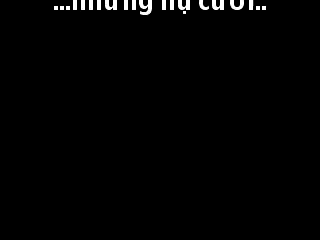 ...những nụ cười..